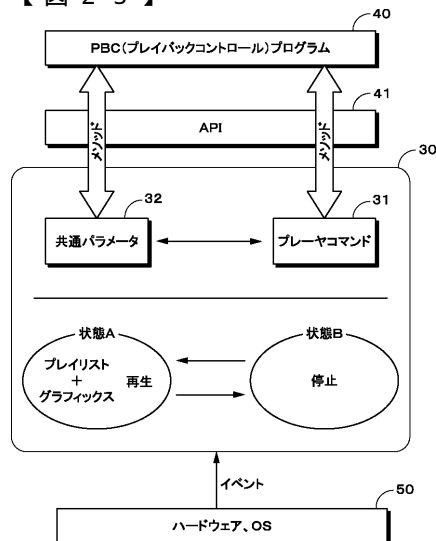 【図25】
40
PBC(プレイバックコントロール)プログラム
41
API
メソッド
メソッド
30
32
共通パラメータ
31
プレーヤコマンド
状態A
プレイリスト
+
グラフィックス
再生
状態B
停止
イベント
50
ハードウェア、OS